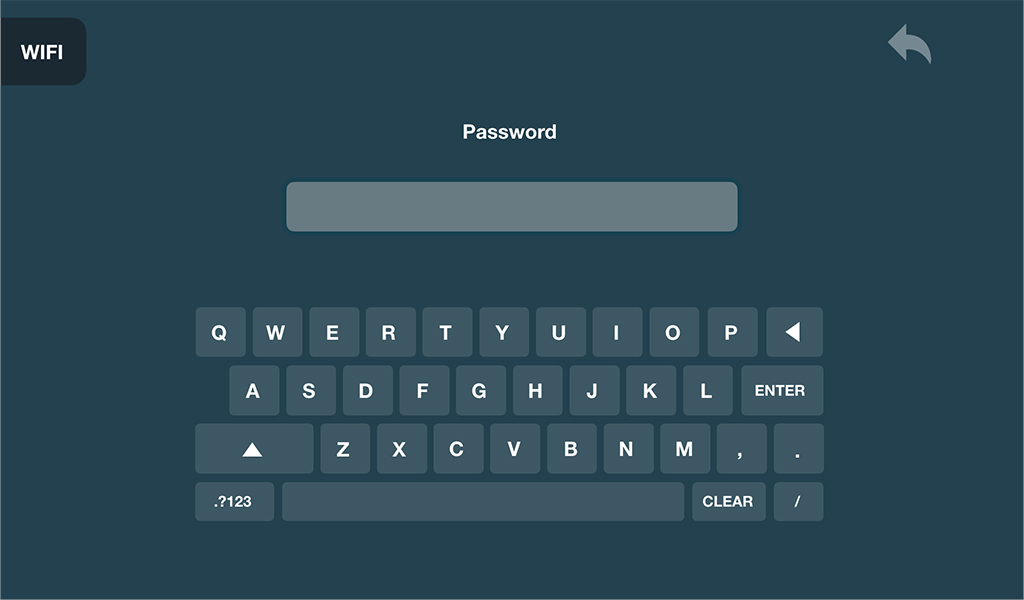 WIFI
Password
Q W E R T Y U I O P
A S D F G H J K L ENTER
Z X C V B N M , .
.?123 CLEAR /